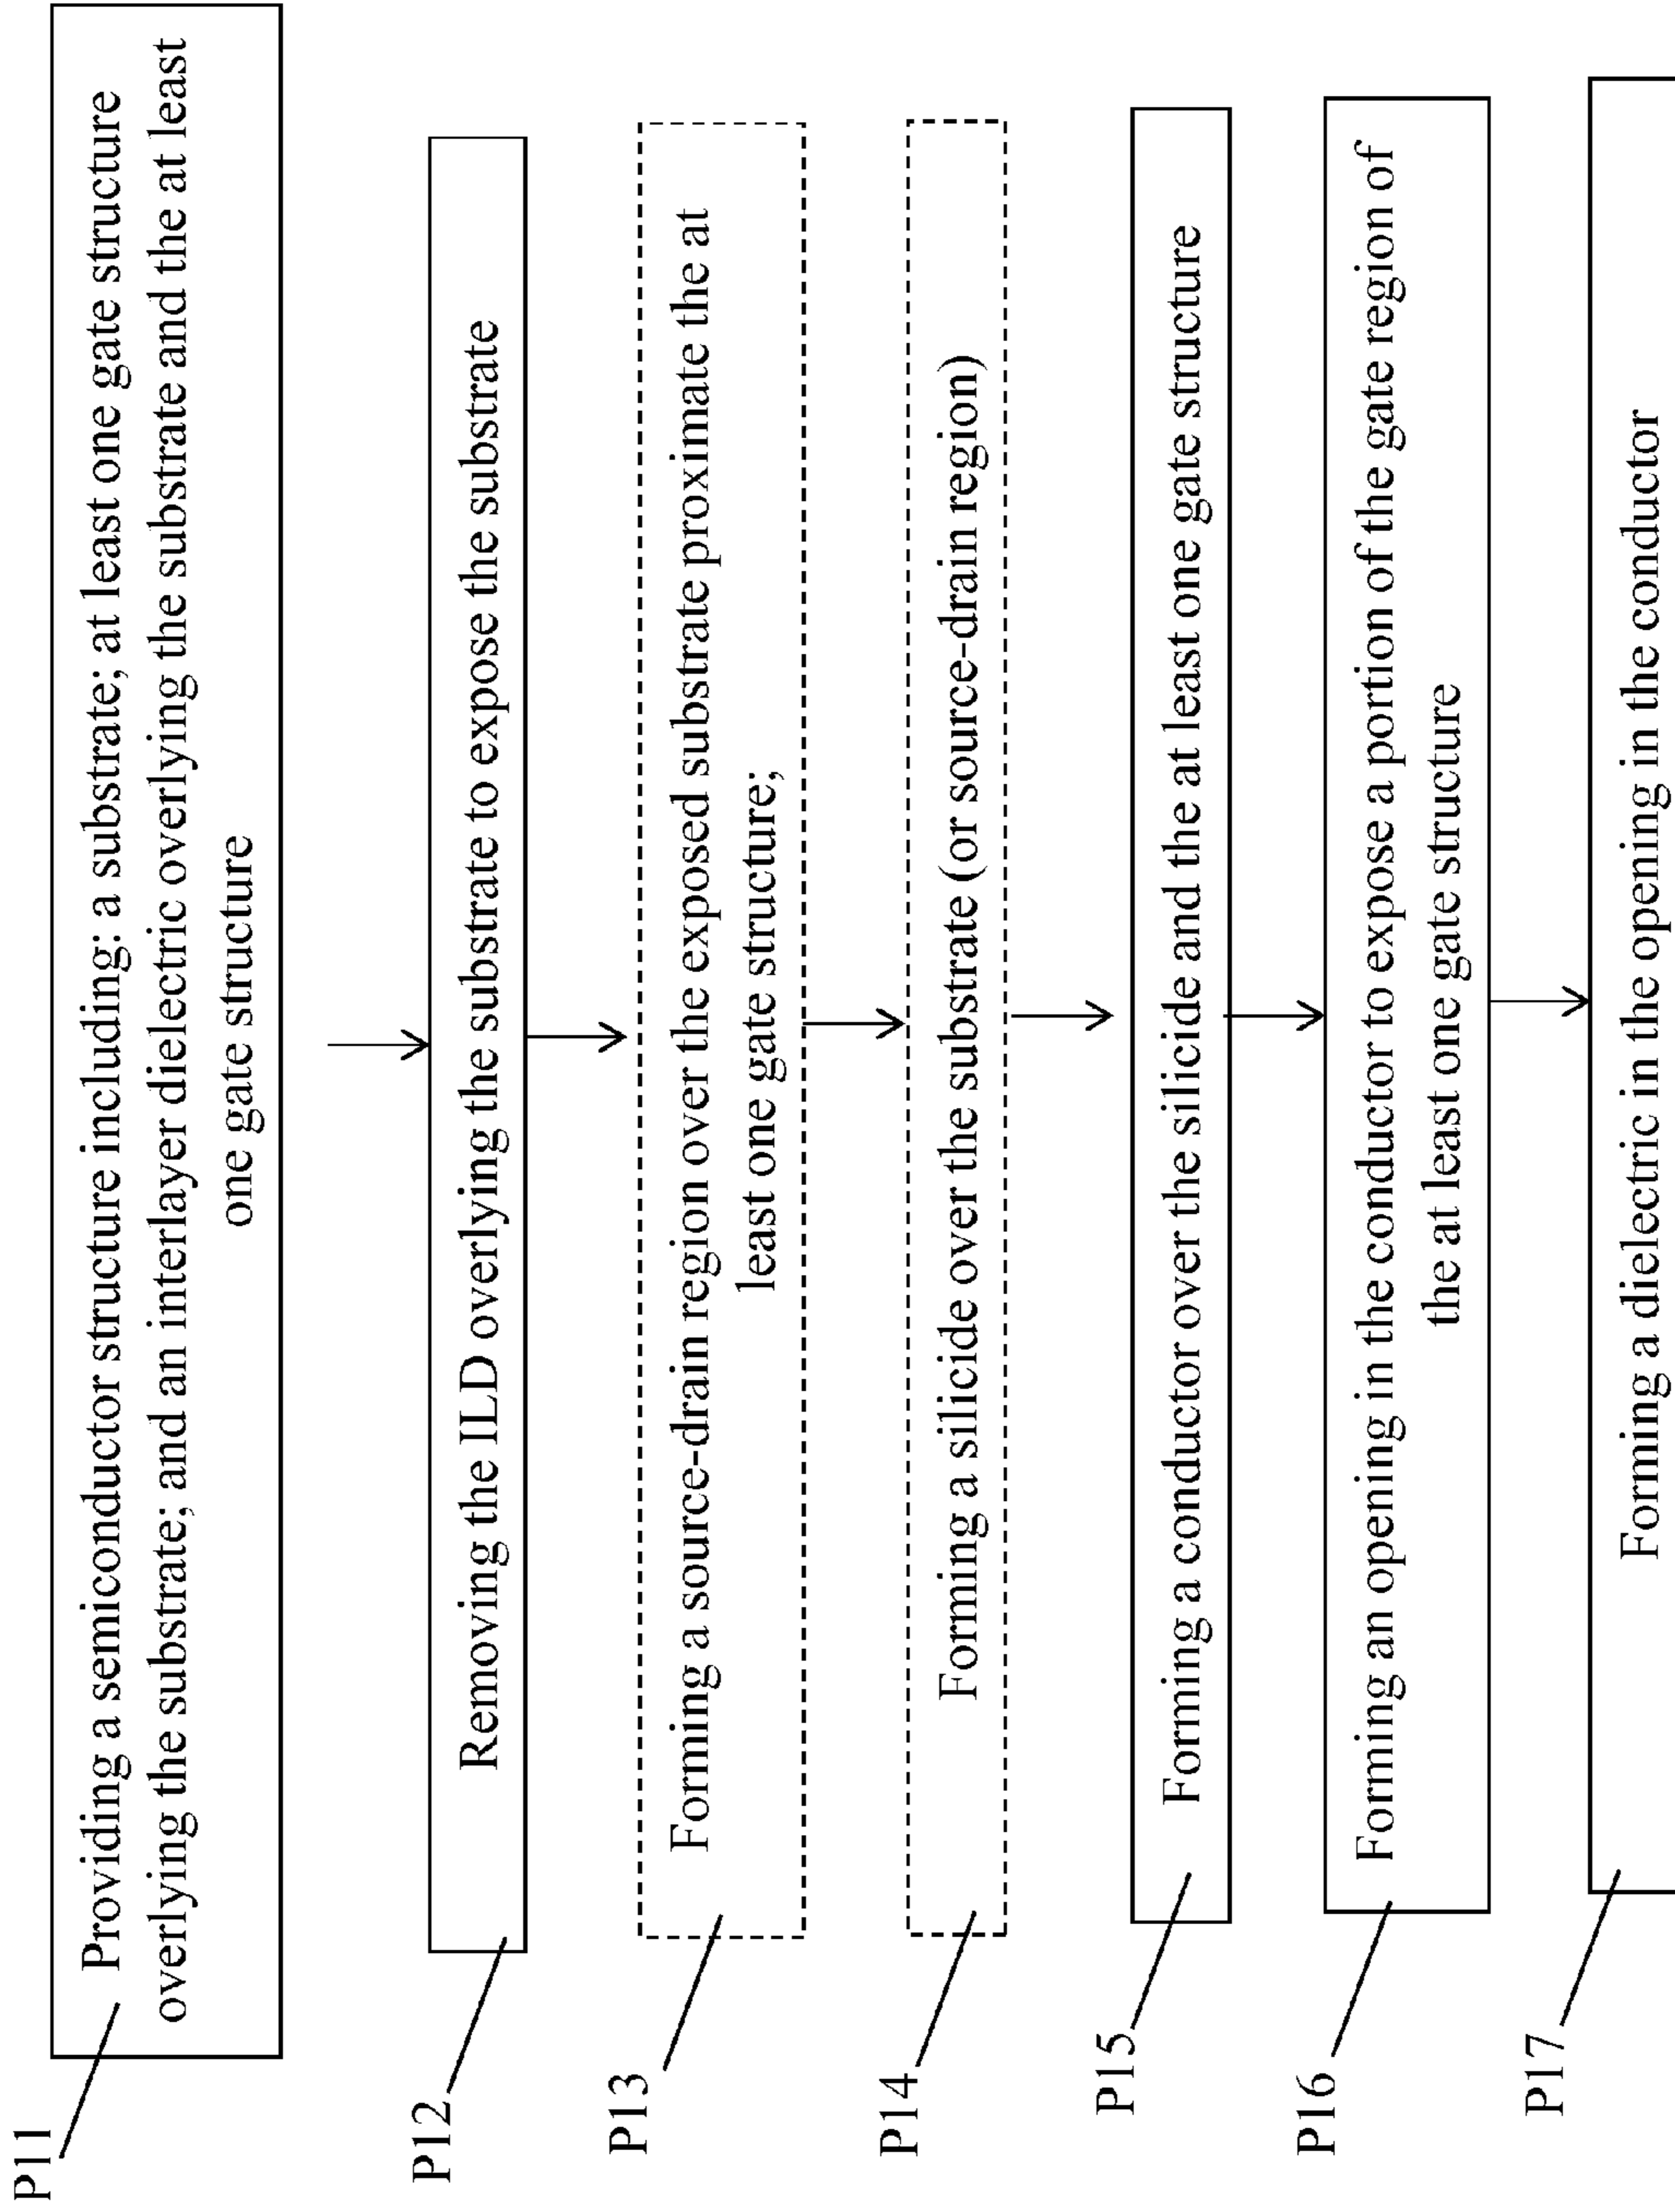 P11
Providing a semiconductor structure including: a substrate; at least one gate structure
overlying the substrate; and an interlayer dielectric overlying the substrate and the at least
one gate structure
P12
Removing the ILD overlying the substrate to expose the substrate
P13
Forming a source-drain region over the exposed substrate proximate the at
least one gate structure;
P14
Forming a silicide over the substrate (or source-drain region)
P15
Forming a conductor over the silicide and the at least one gate structure
P16
Forming an opening in the conductor to expose a portion of the gate region of
the at least one gate structure
P17
Forming a dielectric in the opening in the conductor